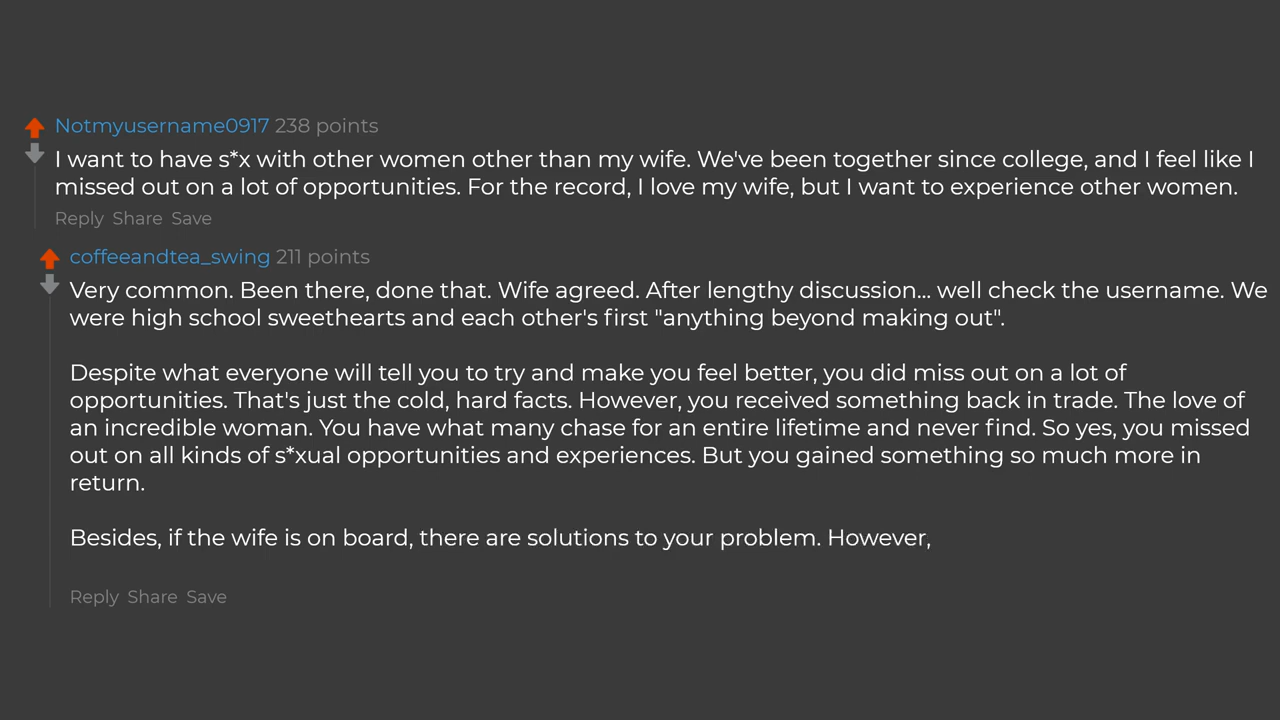 Notmyusername0917 238 points
I want to have s*x with other women other than my wife. We've been together since college, and I feel like I
missed out on a lot of opportunities. For the record, I love my wife, but I want to experience other women.
Reply Share Save
coffeeandtea_swing 211 points
Very common. Been there, done that. Wife agreed. After lengthy discussion... well check the username. We
were high school sweethearts and each other's first "anything beyond making out".
Despite what everyone will tell you to try and make you feel better, you did miss out on a lot of
opportunities. That's just the cold, hard facts. However, you received something back in trade. The love of
an incredible woman. You have what many chase for an entire lifetime and never find. So yes, you missed
out on all kinds of s*xual opportunities and experiences. But you gained something so much more in
return.
Besides, if the wife is on board, there are solutions to your problem. However,
Reply Share Save